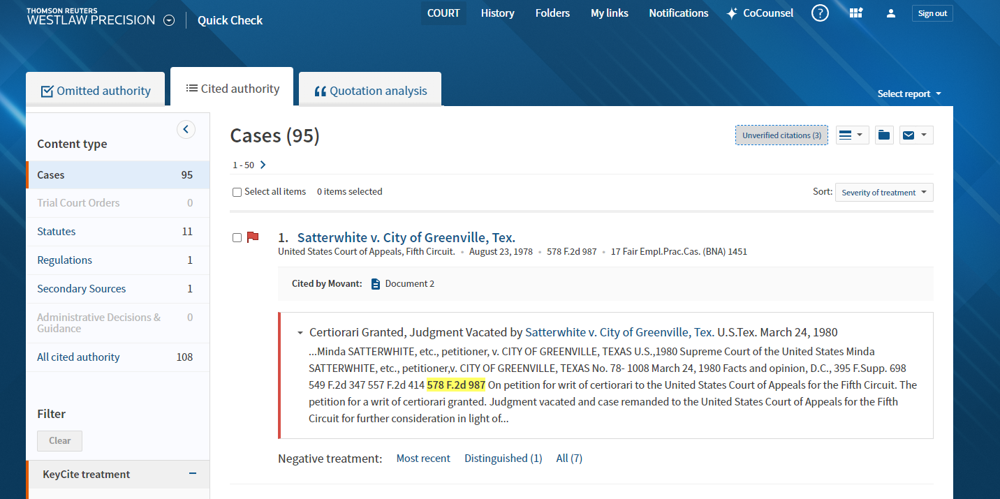 THOMSON REUTERS
WESTLAW PRECISION
Quick Check
COURT
History
Folders
My links
Notifications
CoCounsel
?
Sign out
Omitted authority
Cited authority
Quotation analysis
Select report
Content type
Cases 95
Trial Court Orders 0
Statutes 11
Regulations 1
Secondary Sources 1
Administrative Decisions & 0
Guidance
All cited authority 108
Filter
Clear
KeyCite treatment
Cases (95)
Unverified citations (3)
1 - 50
Select all items 0 items selected
Sort: Severity of treatment
1. Satterwhite v. City of Greenville, Tex.
United States Court of Appeals, Fifth Circuit. • August 23, 1978 • 578 F.2d 987 • 17 Fair Empl.Prac.Cas. (BNA) 1451
Cited by Movant: Document 2
Certiorari Granted, Judgment Vacated by Satterwhite v. City of Greenville, Tex. U.S.Tex. March 24, 1980
...Minda SATTERWHITE, etc., petitioner, v. CITY OF GREENVILLE, TEXAS U.S.,1980 Supreme Court of the United States Minda
SATTERWHITE, etc., petitioner,v. CITY OF GREENVILLE, TEXAS No. 78- 1008 March 24, 1980 Facts and opinion, D.C., 395 F.Supp. 698
549 F.2d 347 557 F.2d 414 578 F.2d 987 On petition for writ of certiorari to the United States Court of Appeals for the Fifth Circuit. The
petition for a writ of certiorari granted. Judgment vacated and case remanded to the United States Court of Appeals for the Fifth
Circuit for further consideration in light of...
Negative treatment: Most recent Distinguished (1) All (7)